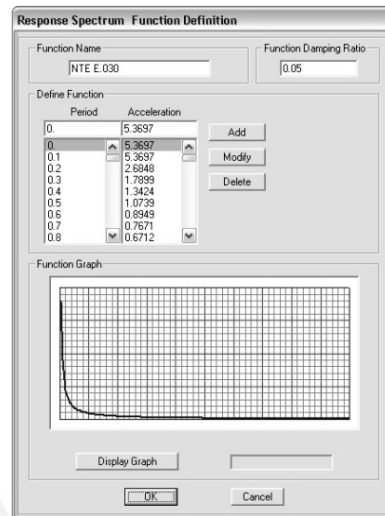 Response Spectrum Function Definition
Function Name
NTE E.030
Function Damping Ratio
0.05
Define Function
Period Acceleration
0. 5.3697
0. 5.3697
0.1 5.3697
0.2 2.6848
0.3 1.7899
0.4 1.3424
0.5 1.0739
0.6 0.8949
0.7 0.7671
0.8 0.6712
Add
Modify
Delete
Function Graph
Display Graph
OK Cancel